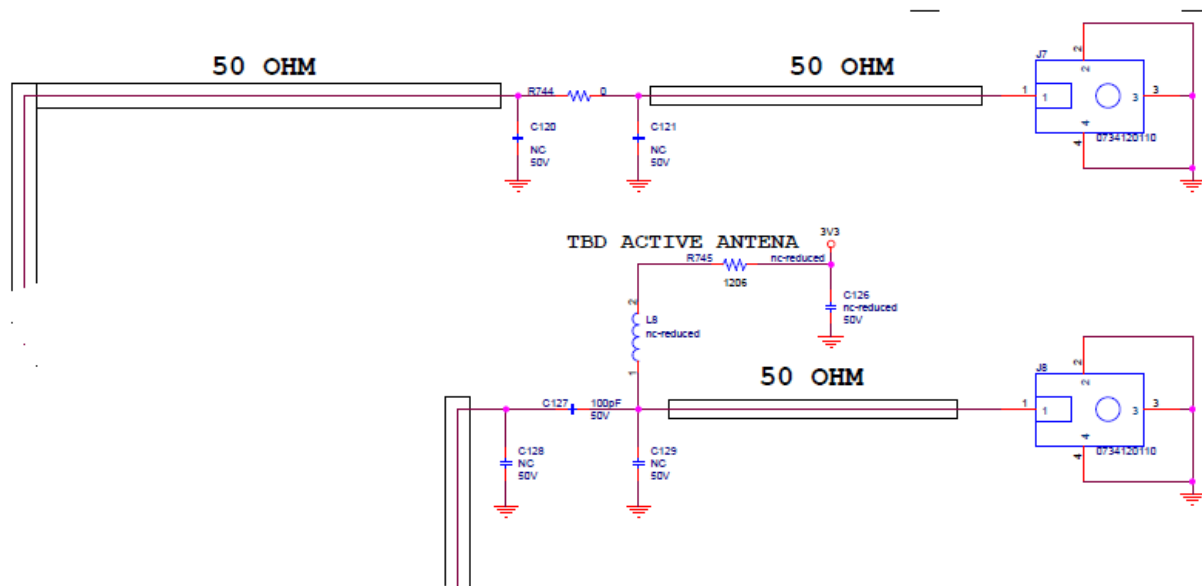 50 OHM
50 OHM
J7
R744
0
1
1
2
2
3
3
4
4
0734120110
C120
NC
50V
C121
NC
50V
TBD ACTIVE ANTENA
3V3
R745
nc-reduced
1206
C126
nc-reduced
50V
2
L8
nc-reduced
1
50 OHM
J8
C127
100pF
50V
1
1
2
2
3
3
4
4
0734120110
C128
NC
50V
C129
NC
50V